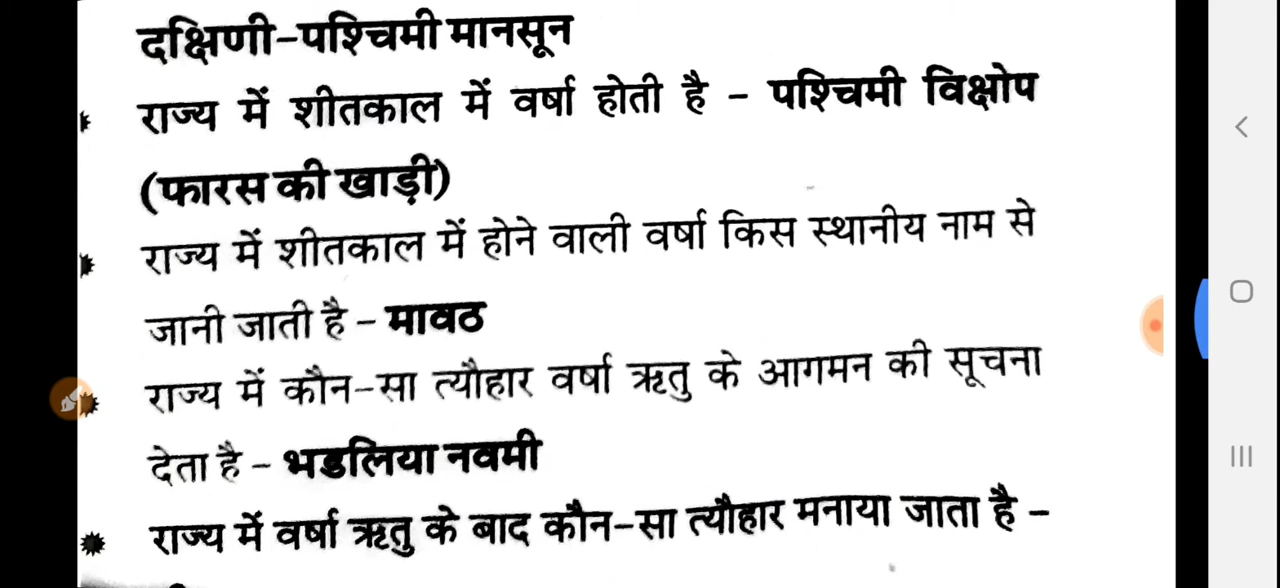 दक्षिणी-पश्चिमी मानसून
राज्य में शीतकाल में वर्षा होती है - पश्चिमी विक्षोप
(फारस की खाड़ी)
राज्य में शीतकाल में होने वाली वर्षा किस स्थानीय नाम से
जानी जाती है - मावठ
राज्य में कौन-सा त्यौहार वर्षा ऋतु के आगमन की सूचना
देता है - भडलिया नवमी
राज्य में वर्षा ऋतु के बाद कौन-सा त्यौहार मनाया जाता है -